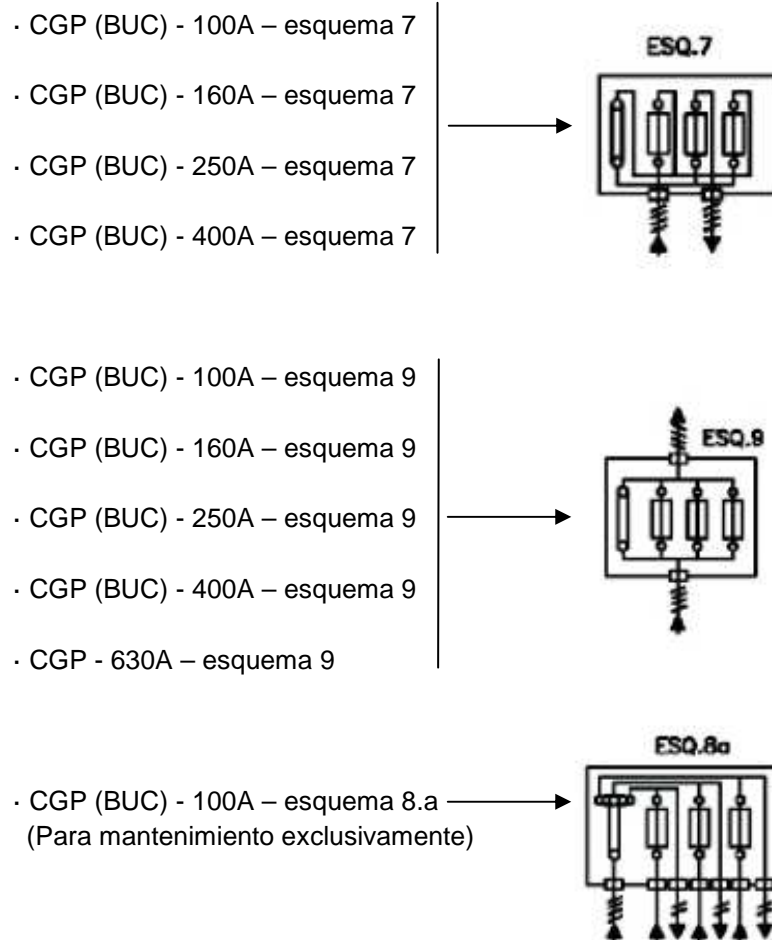 · CGP (BUC) - 100A – esquema 7
ESQ.7
· CGP (BUC) - 160A – esquema 7
· CGP (BUC) - 250A – esquema 7
· CGP (BUC) - 400A – esquema 7
· CGP (BUC) - 100A – esquema 9
· CGP (BUC) - 160A – esquema 9
ESQ.9
· CGP (BUC) - 250A – esquema 9
· CGP (BUC) - 400A – esquema 9
· CGP - 630A – esquema 9
ESQ.8a
· CGP (BUC) - 100A – esquema 8.a
(Para mantenimiento exclusivamente)